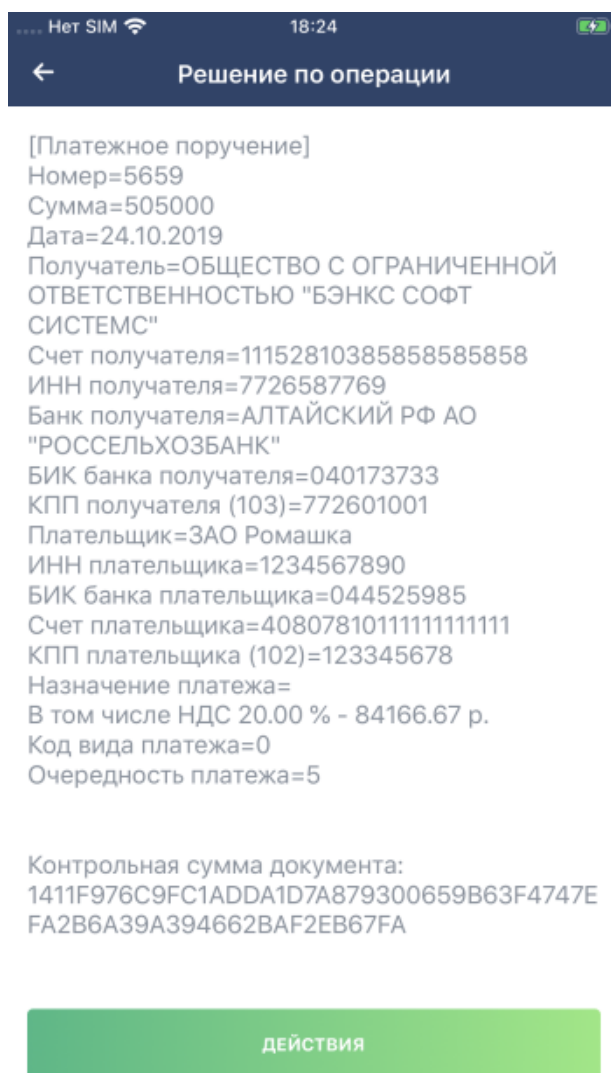 .... Нет SIM 18:24
Решение по операции
[Платежное поручение]
Номер=5659
Сумма=505000
Дата=24.10.2019
Получатель=ОБЩЕСТВО С ОГРАНИЧЕННОЙ
ОТВЕТСТВЕННОСТЬЮ "БЭНКС СОФТ
СИСТЕМС"
Счет получателя=11152810385858585858
ИНН получателя=7726587769
Банк получателя=АЛТАЙСКИЙ РФ АО
"РОССЕЛЬХОЗБАНК"
БИК банка получателя=040173733
КПП получателя (103)=772601001
Плательщик=ЗАО Ромашка
ИНН плательщика=1234567890
БИК банка плательщика=044525985
Счет плательщика=40807810111111111111
КПП плательщика (102)=123345678
Назначение платежа=
В том числе НДС 20.00 % - 84166.67 р.
Код вида платежа=0
Очередность платежа=5
Контрольная сумма документа:
1411F976C9FC1ADDA1D7A879300659B63F4747E
FA2B6A39A394662BAF2EB67FA
ДЕЙСТВИЯ